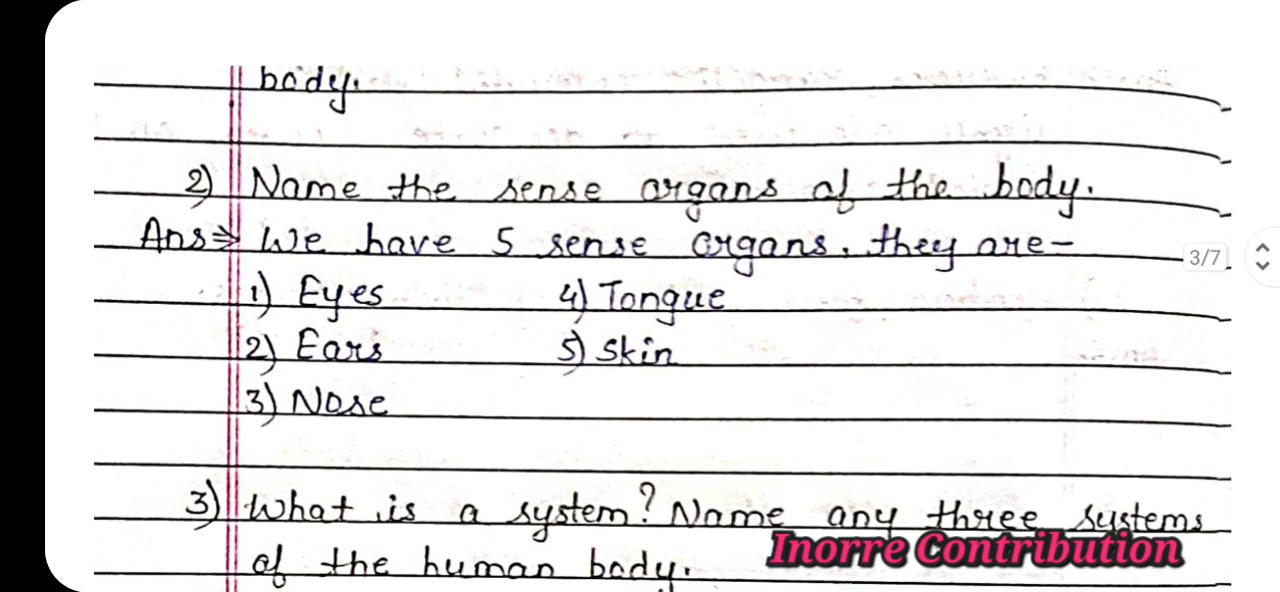 body.
2) Name the sense organs of the body.
Ans⇒ We have 5 sense organs, they are-
1) Eyes 4) Tongue
2) Ears 5) Skin
3) Nose
3/7
3) What is a system? Name any three systems
of the human body.
Inorre Contribution